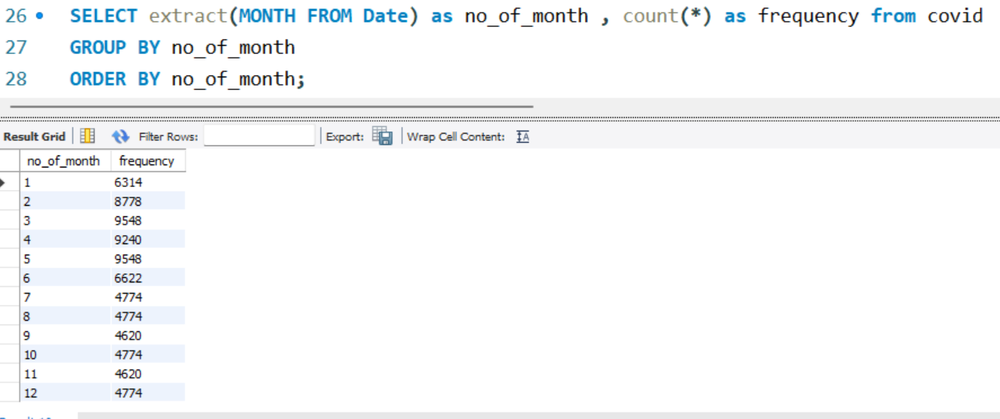 26 SELECT extract(MONTH FROM Date) as no_of_month , count(*) as frequency from covid
27 GROUP BY no_of_month
28 ORDER BY no_of_month;
Result Grid Filter Rows: Export: Wrap Cell Content: IA
no_of_month frequency
1 6314
2 8778
3 9548
4 9240
5 9548
6 6622
7 4774
8 4774
9 4620
10 4774
11 4620
12 4774